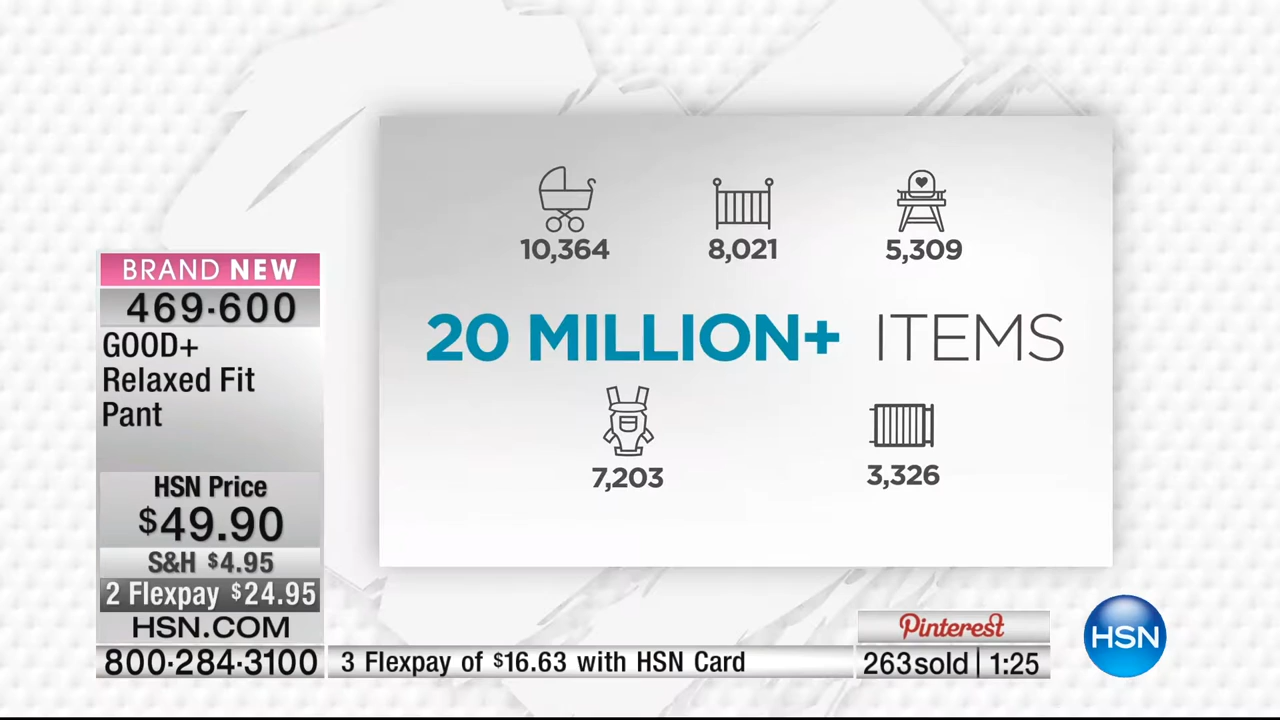 10,364
8,021
5,309
20 MILLION+ ITEMS
7,203
3,326
BRAND NEW
469·600
GOOD+
Relaxed Fit
Pant
HSN Price
$49.90
S&H $4.95
2 Flexpay $24.95
HSN.COM
800·284·3100
3 Flexpay of $16.63 with HSN Card
Pinterest
263sold | 1:25
HSN